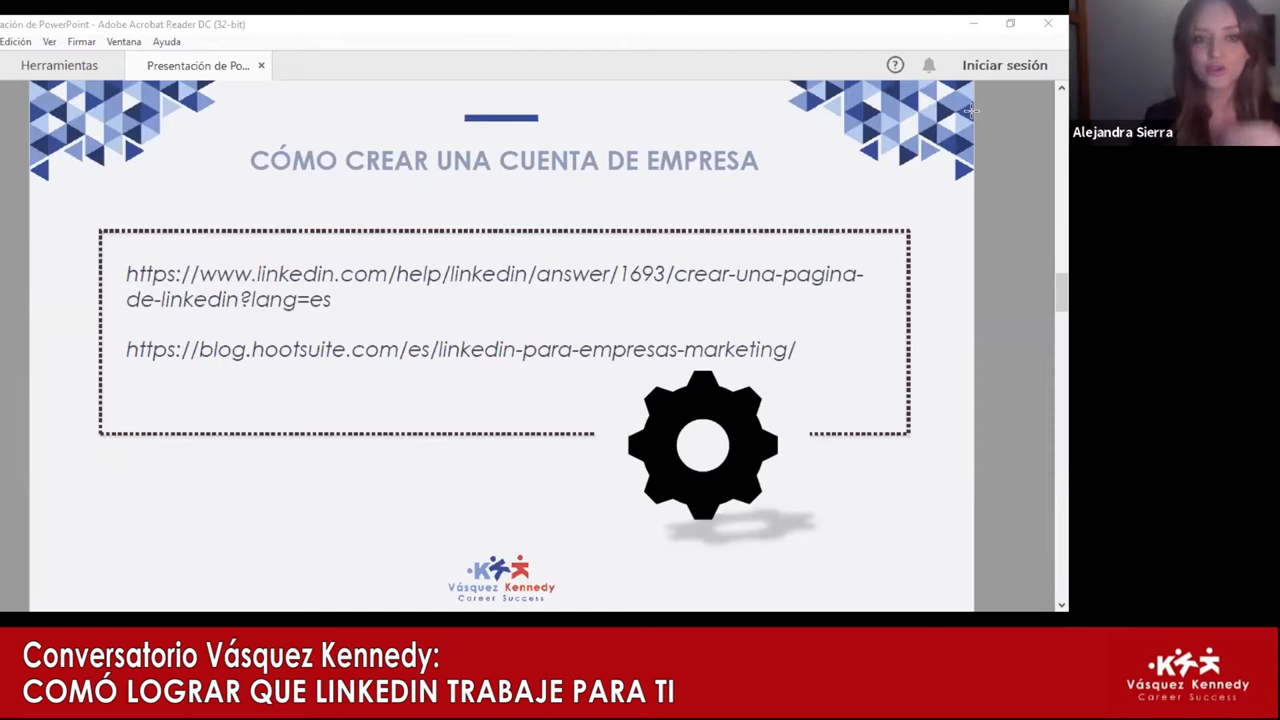 ación de PowerPoint - Adobe Acrobat Reader DC (32-bit)
Edición Ver Firmar Ventana Ayuda
Herramientas Presentación de Po... × ? Iniciar sesión
Alejandra Sierra
CÓMO CREAR UNA CUENTA DE EMPRESA
https://www.linkedin.com/help/linkedin/answer/1693/crear-una-pagina-
de-linkedin?lang=es
https://blog.hootsuite.com/es/linkedin-para-empresas-marketing/
Vásquez Kennedy
Career Success
Conversatorio Vásquez Kennedy:
COMÓ LOGRAR QUE LINKEDIN TRABAJE PARA TI
Vásquez Kennedy
Career Success